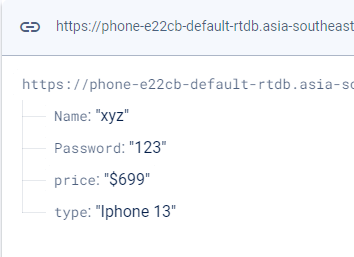 https://phone-e22cb-default-rtdb.asia-southeast
https://phone-e22cb-default-rtdb.asia-so
Name: "xyz"
Password: "123"
price: "$699"
type: "Iphone 13"